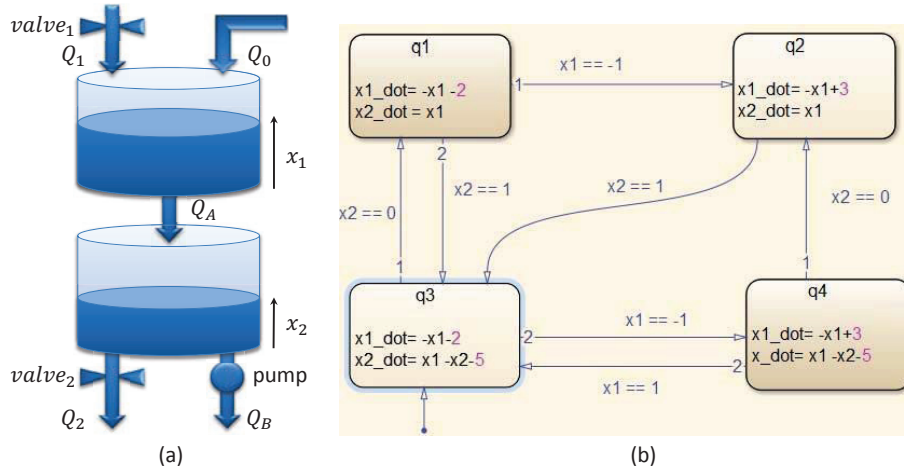 valve₁
Q₁
Q₀
x₁
Q_A
x₂
valve₂
pump
Q₂
Q_B
(a)
q1
x1_dot= -x1 -2
x2_dot = x1
1
x1 == -1
q2
x1_dot= -x1+3
x2_dot= x1
2
x2 == 0
x2 == 1
x2 == 1
x2 == 0
1
1
q3
x1_dot= -x1-2
x2_dot= x1 -x2-5
2
x1 == -1
2
x1 == 1
q4
x1_dot= -x1+3
x_dot= x1 -x2-5
(b)